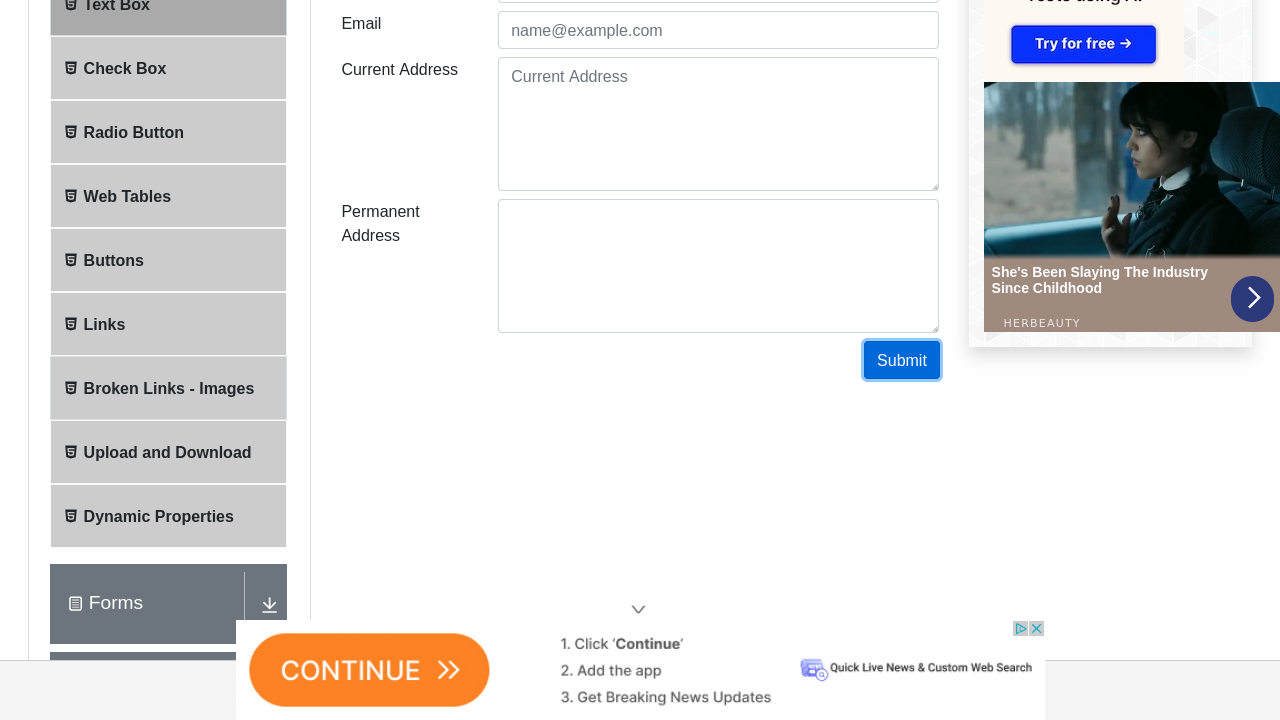 Text Box
Check Box
Radio Button
Web Tables
Buttons
Links
Broken Links - Images
Upload and Download
Dynamic Properties
Forms
Email
name@example.com
Current Address
Current Address
Permanent
Address
Submit
Try for free →
She's Been Slaying The Industry
Since Childhood
HERBEAUTY
CONTINUE >>
1. Click 'Continue'
2. Add the app
3. Get Breaking News Updates
Quick Live News & Custom Web Search